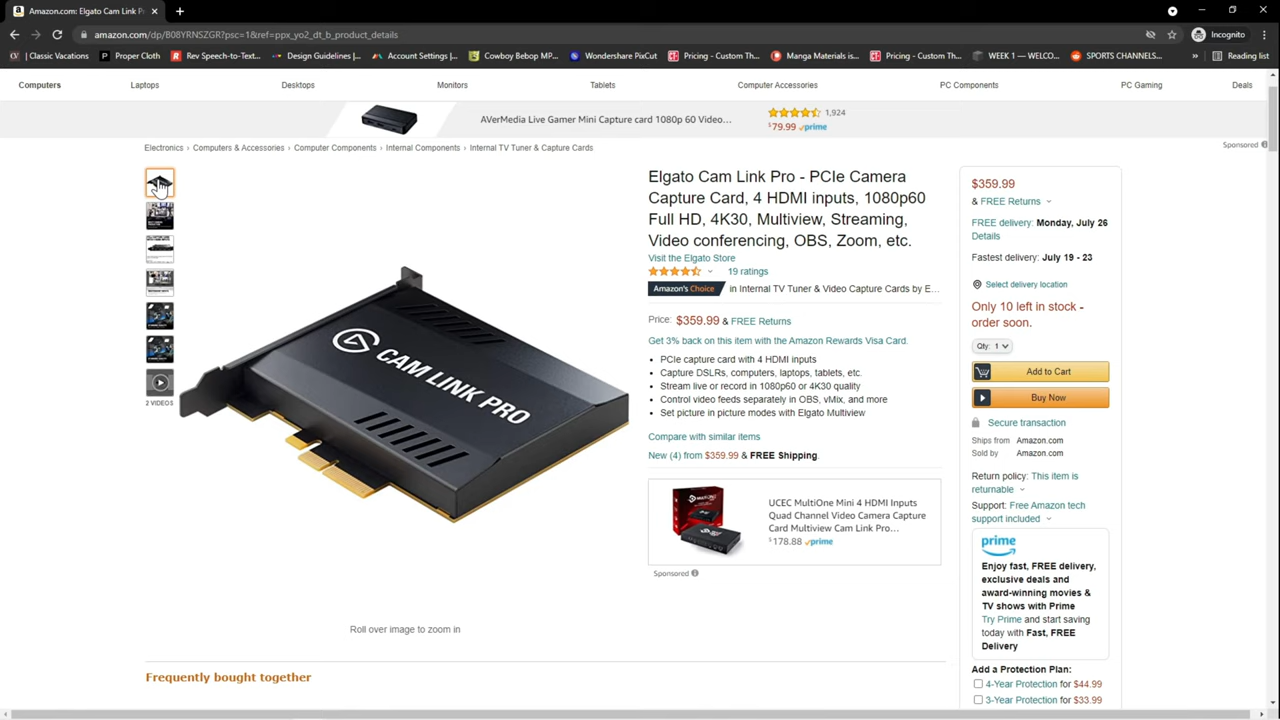 Amazon.com: Elgato Cam Link P
amazon.com/dp/B08YRNSZGR?psc=1&ref=ppx_yo2_dt_b_product_details
Incognito
| Classic Vacations
Proper Cloth
Rev Speech-to-Text...
Design Guidelines |...
Account Settings |...
Cowboy Bebop MP...
Wondershare PixCut
Pricing - Custom Th...
Manga Materials is...
Pricing - Custom Th...
WEEK 1 — WELCO...
SPORTS CHANNELS...
»
Reading list
Computers
Laptops
Desktops
Monitors
Tablets
Computer Accessories
PC Components
PC Gaming
Deals
AVerMedia Live Gamer Mini Capture card 1080p 60 Video...
1,924
$79.99 prime
Sponsored
Electronics › Computers & Accessories › Computer Components › Internal Components › Internal TV Tuner & Capture Cards
2 VIDEOS
CAM LINK PRO
Roll over image to zoom in
Elgato Cam Link Pro - PCIe Camera
Capture Card, 4 HDMI inputs, 1080p60
Full HD, 4K30, Multiview, Streaming,
Video conferencing, OBS, Zoom, etc.
Visit the Elgato Store
19 ratings
Amazon's Choice in Internal TV Tuner & Video Capture Cards by E...
Price: $359.99 & FREE Returns
Get 3% back on this item with the Amazon Rewards Visa Card.
• PCIe capture card with 4 HDMI inputs
• Capture DSLRs, computers, laptops, tablets, etc.
• Stream live or record in 1080p60 or 4K30 quality
• Control video feeds separately in OBS, vMix, and more
• Set picture in picture modes with Elgato Multiview
Compare with similar items
New (4) from $359.99 & FREE Shipping.
UCEC MultiOne Mini 4 HDMI Inputs
Quad Channel Video Camera Capture
Card Multiview Cam Link Pro...
$178.88 prime
Sponsored
$359.99
& FREE Returns
FREE delivery: Monday, July 26
Details
Fastest delivery: July 19 - 23
Select delivery location
Only 10 left in stock -
order soon.
Qty: 1
Add to Cart
Buy Now
Secure transaction
Ships from Amazon.com
Sold by Amazon.com
Return policy: This item is
returnable
Support: Free Amazon tech
support included
prime
Enjoy fast, FREE delivery,
exclusive deals and
award-winning movies &
TV shows with Prime
Try Prime and start saving
today with Fast, FREE
Delivery
Add a Protection Plan:
4-Year Protection for $44.99
3-Year Protection for $33.99
Frequently bought together